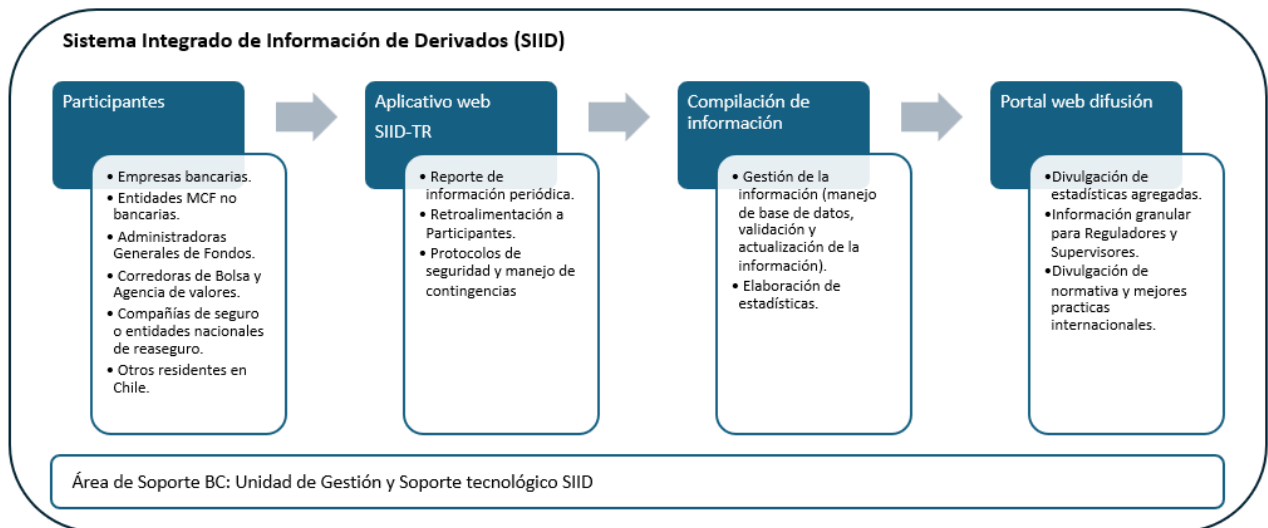 Sistema Integrado de Información de Derivados (SIID)
Participantes
• Empresas bancarias.
• Entidades MCF no
bancarias.
• Administradoras
Generales de Fondos.
• Corredoras de Bolsa y
Agencia de valores.
• Compañías de seguro
o entidades nacionales
de reaseguro.
• Otros residentes en
Chile.
Aplicativo web
SIID-TR
• Reporte de
información periódica.
• Retroalimentación a
Participantes.
• Protocolos de
seguridad y manejo de
contingencias
Compilación de
información
• Gestión de la
información (manejo
de base de datos,
validación y
actualización de la
información).
• Elaboración de
estadísticas.
Portal web difusión
•Divulgación de
estadísticas agregadas.
•Información granular
para Reguladores y
Supervisores.
•Divulgación de
normativa y mejores
practicas
internacionales.
Área de Soporte BC: Unidad de Gestión y Soporte tecnológico SIID